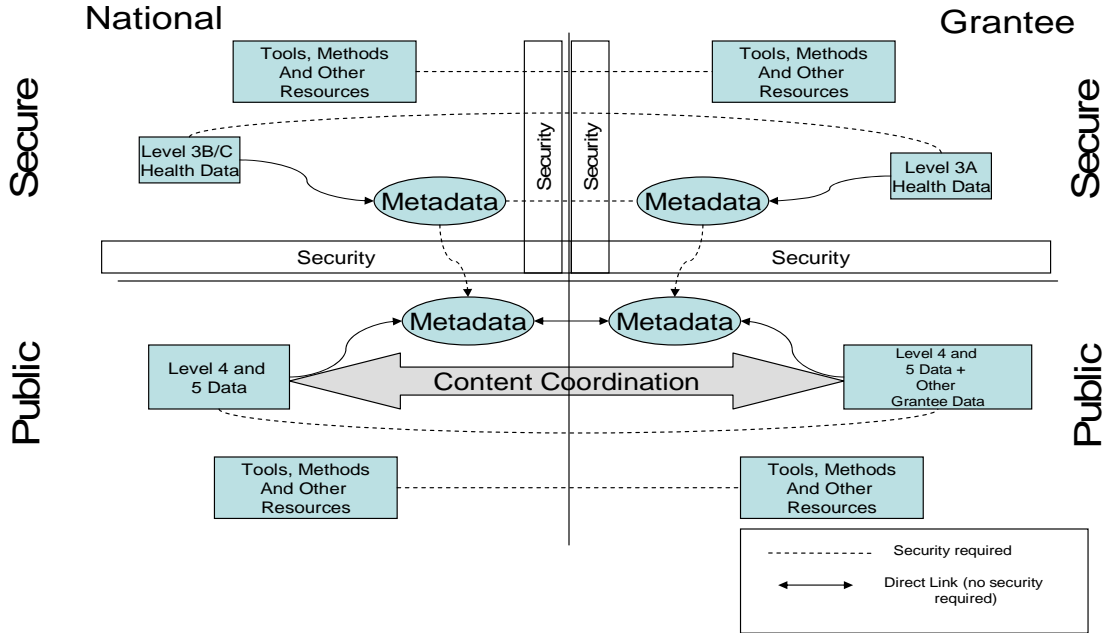 National
Grantee
Tools, Methods
And Other
Resources
Tools, Methods
And Other
Resources
Secure
Secure
Security
Security
Level 3B/C
Health Data
Level 3A
Health Data
Metadata
Metadata
Security
Security
Metadata
Metadata
Public
Public
Level 4 and
5 Data
Content Coordination
Level 4 and
5 Data +
Other
Grantee Data
Tools, Methods
And Other
Resources
Tools, Methods
And Other
Resources
Security required
Direct Link (no security
required)